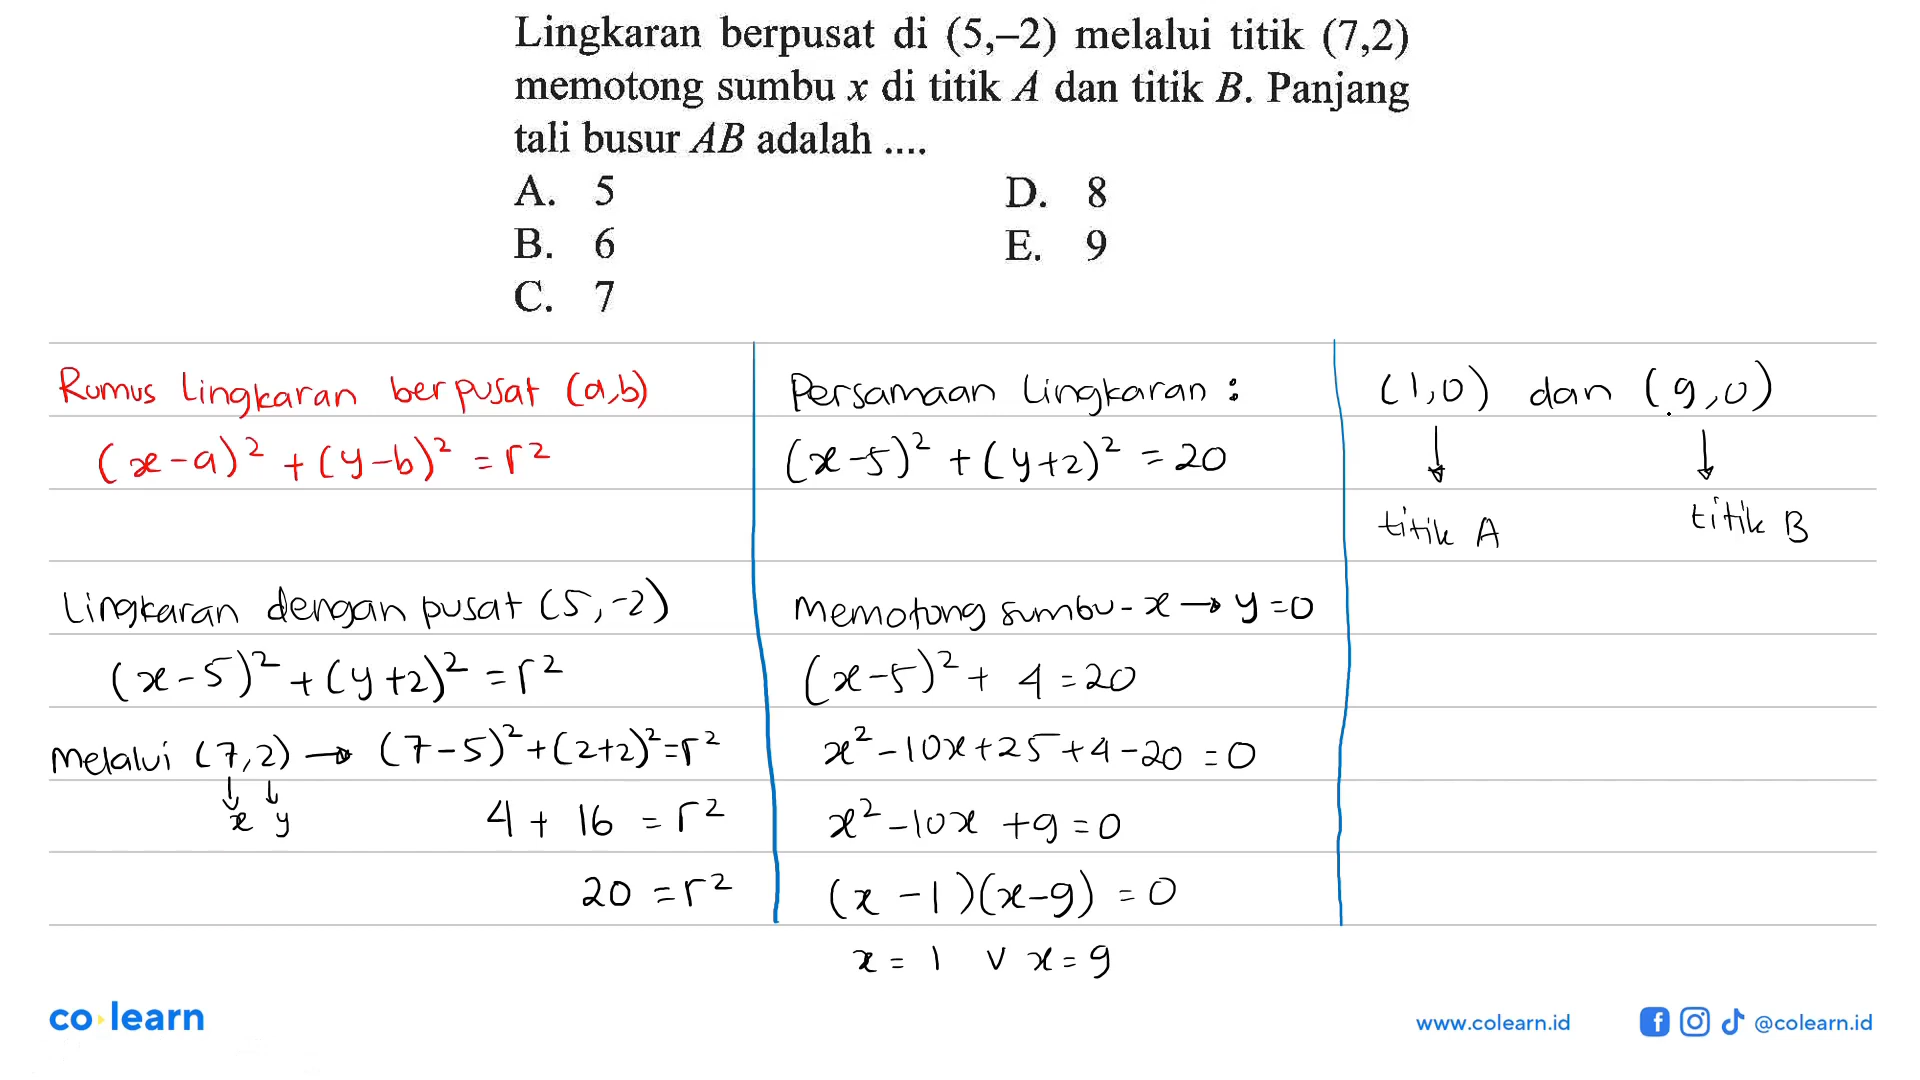 Lingkaran berpusat di (5,–2) melalui titik (7,2)
memotong sumbu x di titik A dan titik B. Panjang
tali busur AB adalah ....
A. 5
B. 6
C. 7
D. 8
E. 9
Rumus lingkaran berpusat (a,b)
(x-a)² + (y-b)² = r²
Lingkaran dengan pusat (5,-2)
(x-5)² + (y+2)² = r²
Melalui (7,2) → (7-5)² + (2+2)² = r²
x y
4 + 16 = r²
20 = r²
Persamaan lingkaran :
(x-5)² + (y+2)² = 20
Memotong sumbu-x → y=0
(x-5)² + 4 = 20
x² - 10x + 25 + 4 - 20 = 0
x² - 10x + 9 = 0
(x - 1)(x-9) = 0
x = 1 v x = 9
(1,0) dan (9,0)
↓ ↓
titik A titik B
co learn
www.colearn.id
@colearn.id